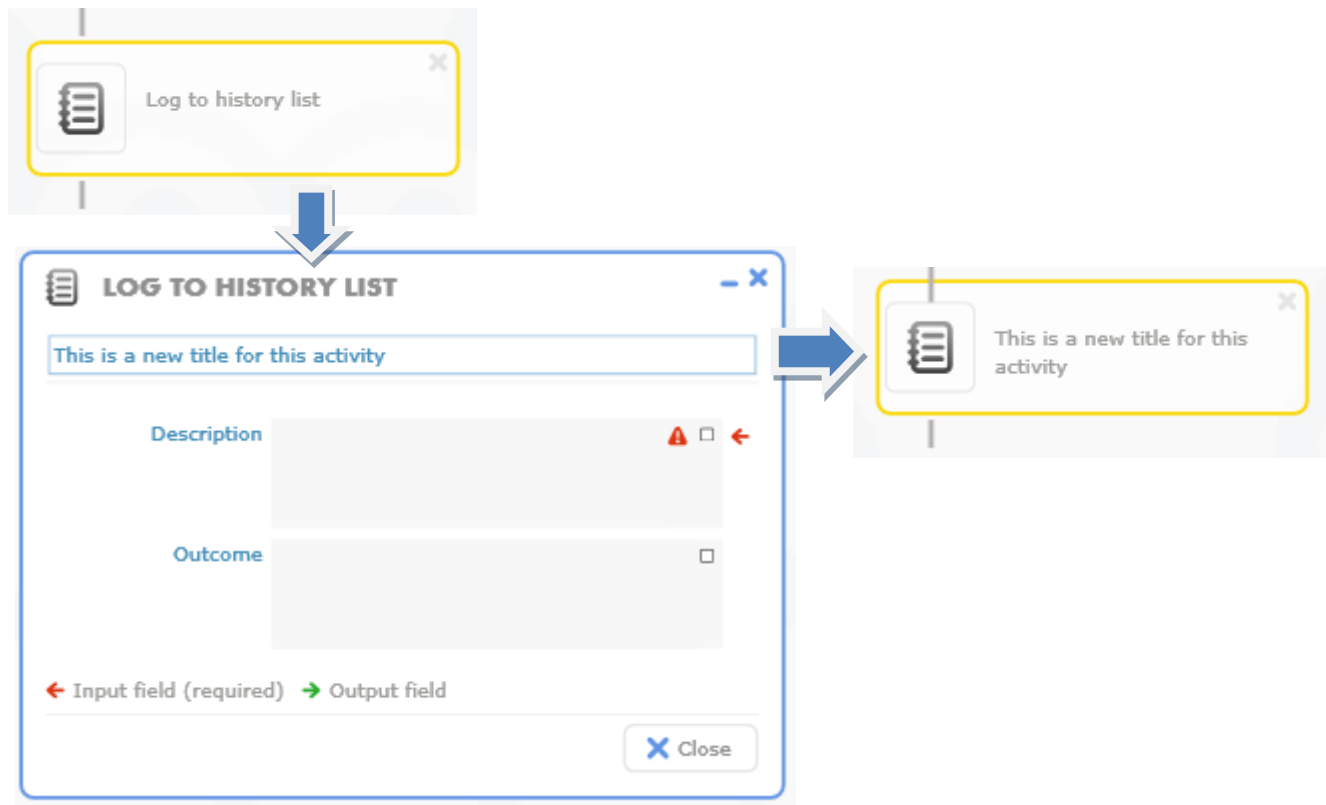 Log to history list
LOG TO HISTORY LIST
This is a new title for this activity
Description
Outcome
Input field (required) Output field
Close
This is a new title for this
activity